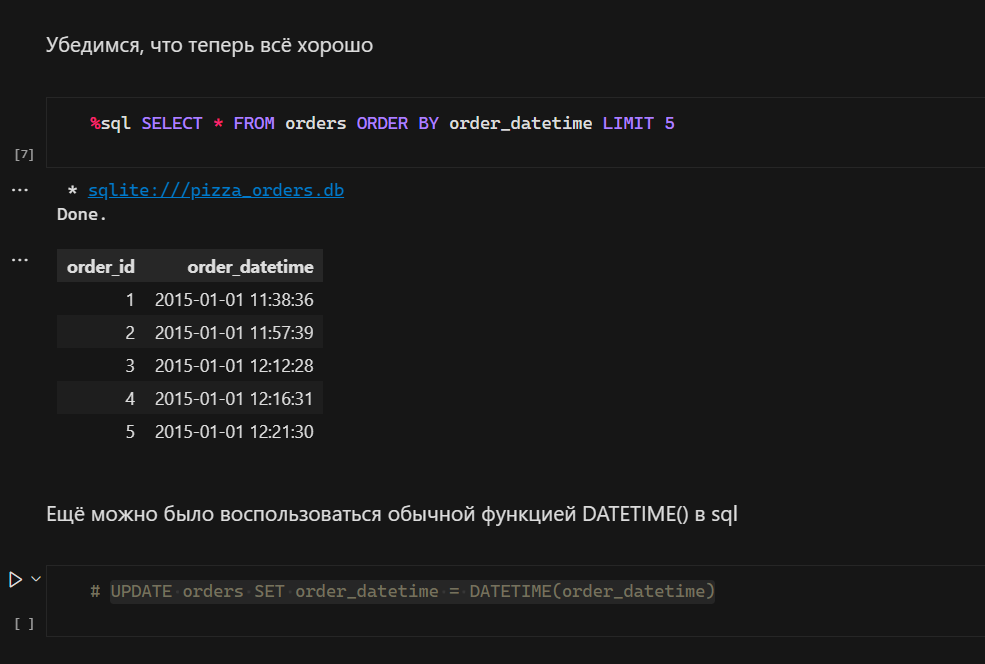 Убедимся, что теперь всё хорошо
%sql SELECT * FROM orders ORDER BY order_datetime LIMIT 5
[7]
* sqlite:///pizza_orders.db
Done.
order_id order_datetime
1 2015-01-01 11:38:36
2 2015-01-01 11:57:39
3 2015-01-01 12:12:28
4 2015-01-01 12:16:31
5 2015-01-01 12:21:30
Ещё можно было воспользоваться обычной функцией DATETIME() в sql
# UPDATE orders SET order_datetime = DATETIME(order_datetime)
[ ]